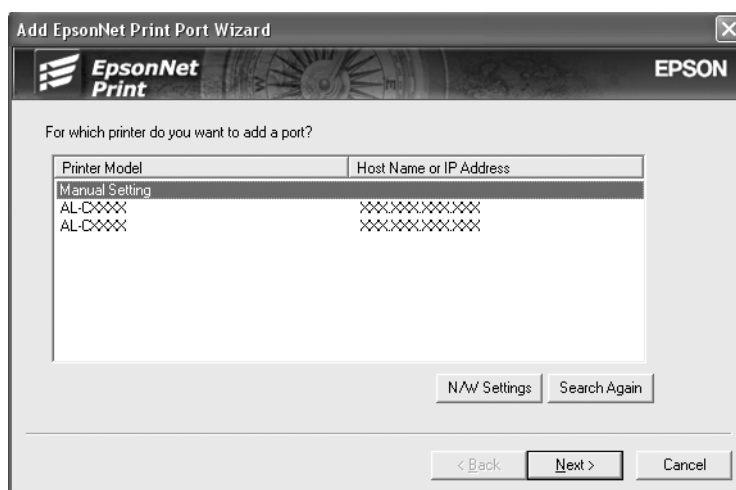 Add EpsonNet Print Port Wizard
EpsonNet
Print
EPSON
For which printer do you want to add a port?
Printer Model Host Name or IP Address
Manual Setting
AL-CXXXX XXX.XXX.XXX.XXX
AL-CXXXX XXX.XXX.XXX.XXX
N/W Settings Search Again
< Back Next > Cancel